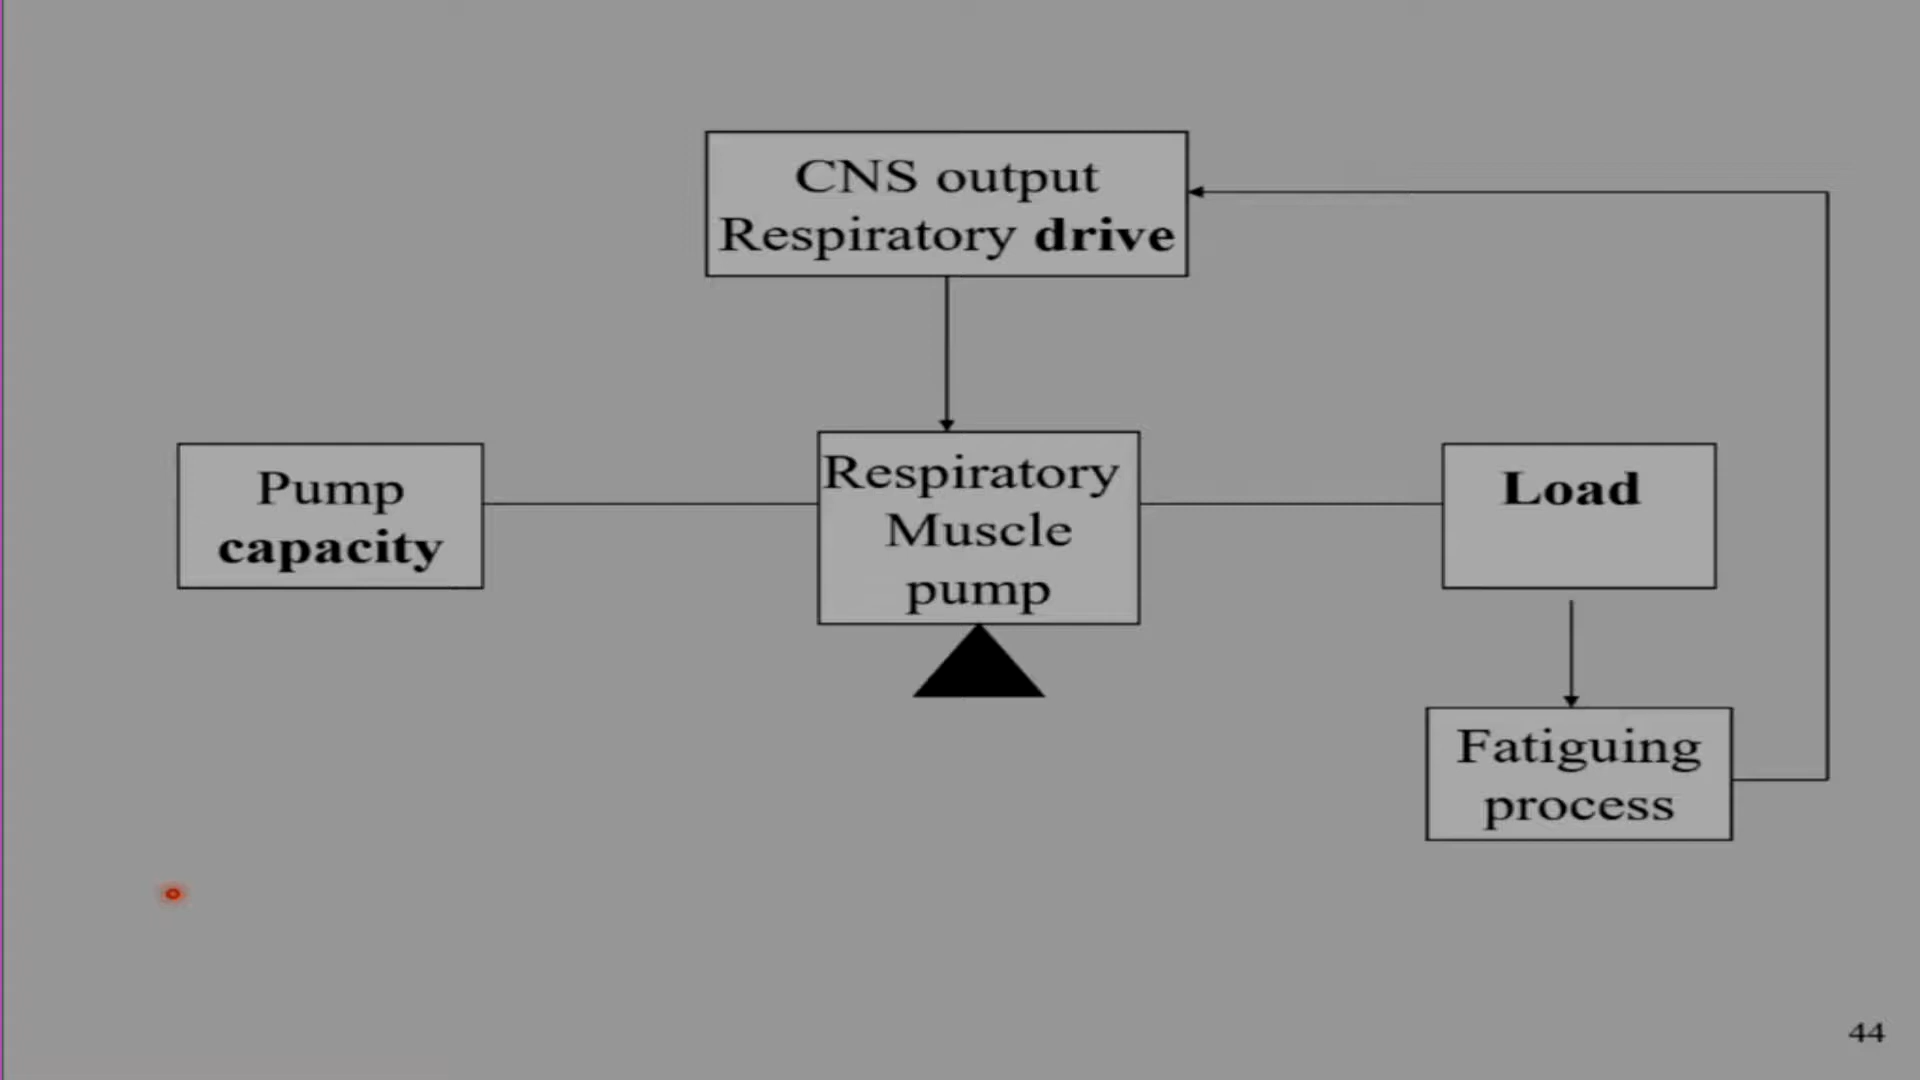 CNS output
Respiratory drive
Pump
capacity
Respiratory
Muscle
pump
Load
Fatiguing
process
44